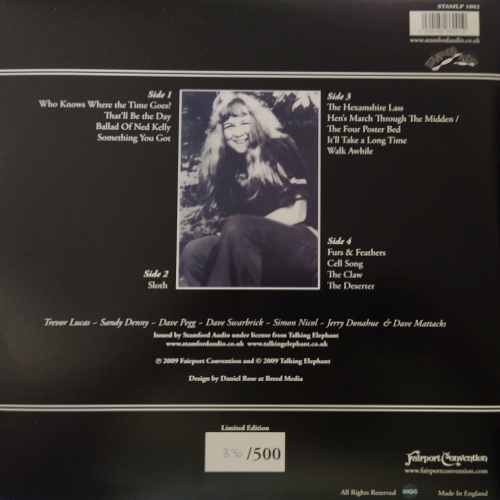 STAMLP 1002
www.stamfordaudio.co.uk
Side 1
Who Knows Where the Time Goes?
That'll Be the Day
Ballad Of Ned Kelly
Something You Got
Side 2
Sloth
Side 3
The Hexamshire Lass
Hen's March Through The Midden /
The Four Poster Bed
It'll Take a Long Time
Walk Awhile
Side 4
Furs & Feathers
Cell Song
The Claw
The Deserter
Trevor Lucas ~ Sandy Denny ~ Dave Pegg ~ Dave Swarbrick ~ Simon Nicol ~ Jerry Donahue & Dave Mattacks
Issued by Stamford Audio under license from Talking Elephant
www.stamfordaudio.co.uk www.talkingelephant.co.uk
℗ 2009 Fairport Convention and © 2009 Talking Elephant
Design by Daniel Rose at Breed Media
Limited Edition
390/500
Fairport Convention
www.fairportconvention.com
All Rights Reserved
Made In England